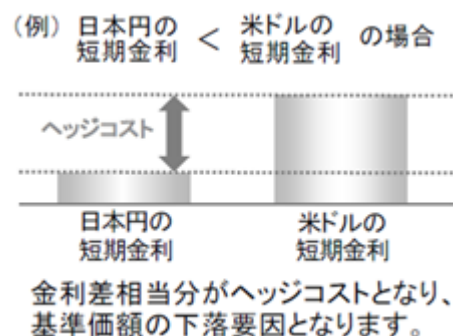 (例) 日本円の短期金利 < 米ドルの短期金利 の場合
ヘッジコスト
日本円の
短期金利
米ドルの
短期金利
金利差相当分がヘッジコストとなり、
基準価額の下落要因となります。